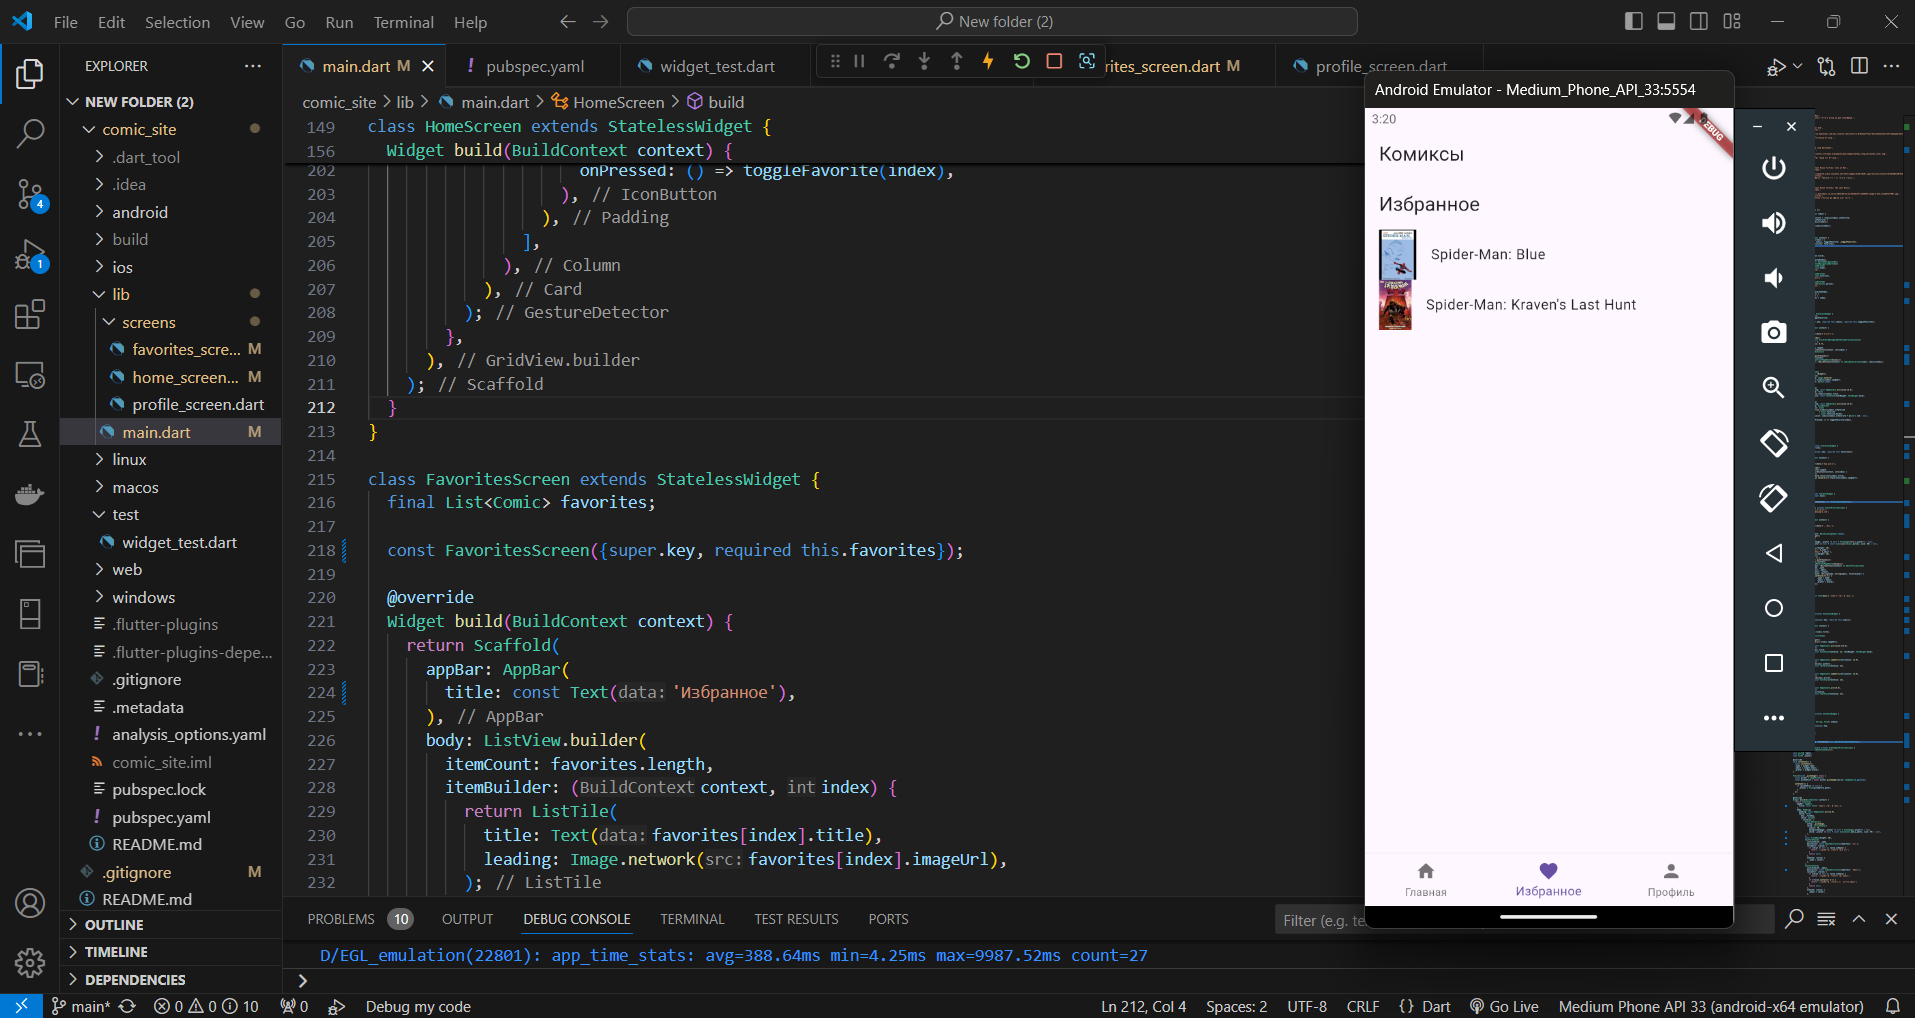 File Edit Selection View Go Run Terminal Help
New folder (2)
EXPLORER
NEW FOLDER (2)
comic_site
.dart_tool
.idea
android
build
ios
lib
screens
favorites_scre... M
home_screen... M
profile_screen.dart
main.dart M
linux
macos
test
widget_test.dart
web
windows
.flutter-plugins
.flutter-plugins-depe...
.gitignore
.metadata
analysis_options.yaml
comic_site.iml
pubspec.lock
pubspec.yaml
README.md
.gitignore M
README.md
OUTLINE
TIMELINE
DEPENDENCIES
4
1
main.dart M pubspec.yaml widget_test.dart rites_screen.dart M profile_screen.dart
comic_site > lib > main.dart > HomeScreen > build
149 class HomeScreen extends StatelessWidget {
156 Widget build(BuildContext context) {
202 onPressed: () => toggleFavorite(index),
203 ), // IconButton
204 ), // Padding
205 ],
206 ), // Column
207 ), // Card
208 ); // GestureDetector
209 },
210 ), // GridView.builder
211 ); // Scaffold
212 }
213 }
214
215 class FavoritesScreen extends StatelessWidget {
216 final List<Comic> favorites;
217
218 const FavoritesScreen({super.key, required this.favorites});
219
220 @override
221 Widget build(BuildContext context) {
222 return Scaffold(
223 appBar: AppBar(
224 title: const Text(data: 'Избранное'),
225 ), // AppBar
226 body: ListView.builder(
227 itemCount: favorites.length,
228 itemBuilder: (BuildContext context, int index) {
229 return ListTile(
230 title: Text(data: favorites[index].title),
231 leading: Image.network(src: favorites[index].imageUrl),
232 ); // ListTile
Android Emulator - Medium_Phone_API_33:5554
3:20
DEBUG
Комиксы
Избранное
Spider-Man: Blue
Spider-Man: Kraven's Last Hunt
Главная Избранное Профиль
PROBLEMS 10 OUTPUT DEBUG CONSOLE TERMINAL TEST RESULTS PORTS
Filter (e.g. te
D/EGL_emulation(22801): app_time_stats: avg=388.64ms min=4.25ms max=9987.52ms count=27
main* 0 0 10 0 Debug my code
Ln 212, Col 4 Spaces: 2 UTF-8 CRLF {} Dart Go Live Medium Phone API 33 (android-x64 emulator)